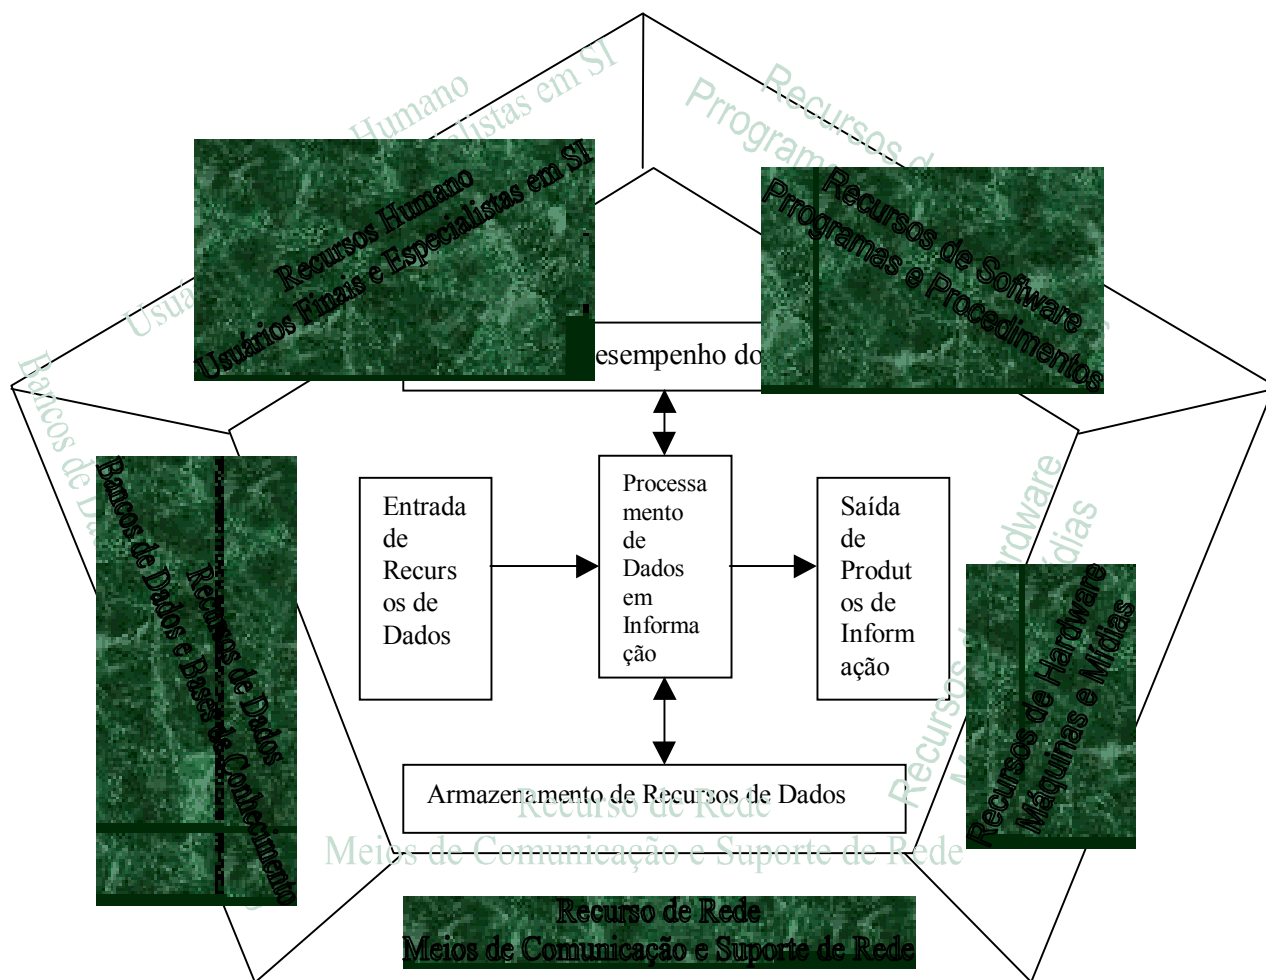 Recursos Humano
Usuários Finais e Especialistas em SI
Recursos de Software
Prrogramas e Procedimentos
esempenho do
Entrada
de
Recurs
os de
Dados
Processa
mento
de
Dados
em
Informa
ção
Saída
de
Produt
os de
Inform
ação
Recursos de Dados
Bancos de Dados e Bases de Conhecimento
Recursos de Hardware
Máquinas e Mídias
Armazenamento de Recursos de Dados
Recurso de Rede
Meios de Comunicação e Suporte de Rede
Recurso de Rede
Meios de Comunicação e Suporte de Rede